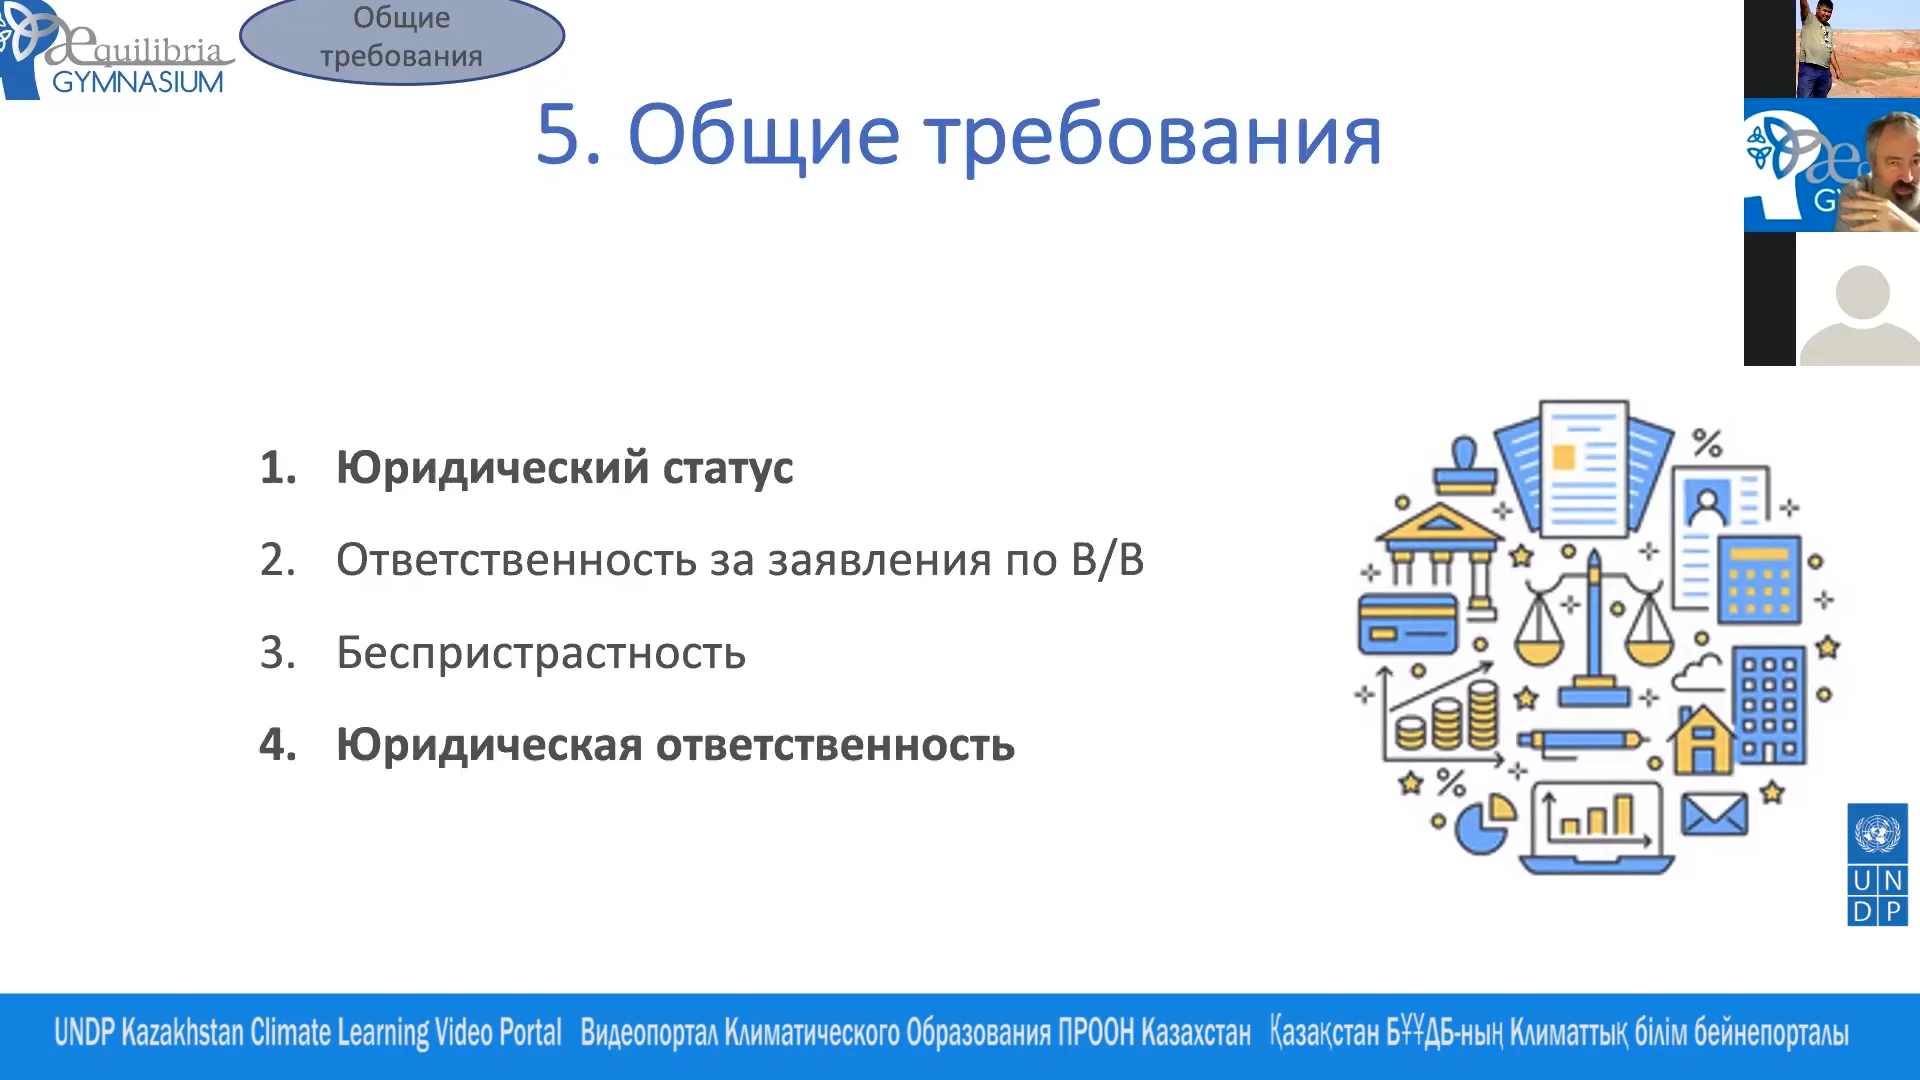 æquilibria
GYMNASIUM
Общие
требования
5. Общие требования
1. Юридический статус
2. Ответственность за заявления по В/В
3. Беспристрастность
4. Юридическая ответственность
U N
D P
UNDP Kazakhstan Climate Learning Video Portal Видеопортал Климатического Образования ПРООН Казахстан Қазақстан БҰҰДБ-ның Климаттық білім бейнепорталы